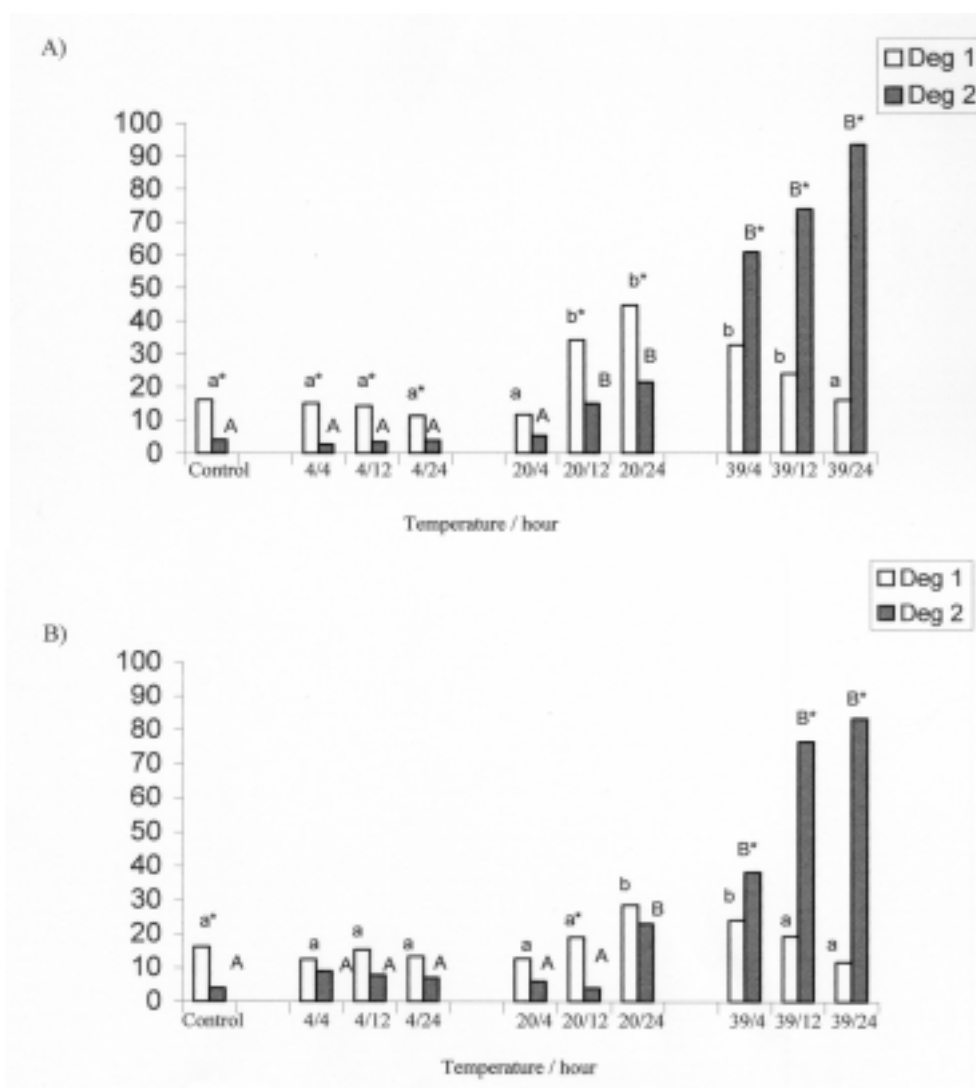 A)
Deg 1
Deg 2
100
90
80
70
60
50
40
30
20
10
0
a* A a* A a* A a* A a A b* B b* B b B* b B* a B*
Control 4/4 4/12 4/24 20/4 20/12 20/24 39/4 39/12 39/24
Temperature / hour
B)
Deg 1
Deg 2
100
90
80
70
60
50
40
30
20
10
0
a* A a A a A a A a A a* A b B b B* a B* a B*
Control 4/4 4/12 4/24 20/4 20/12 20/24 39/4 39/12 39/24
Temperature / hour